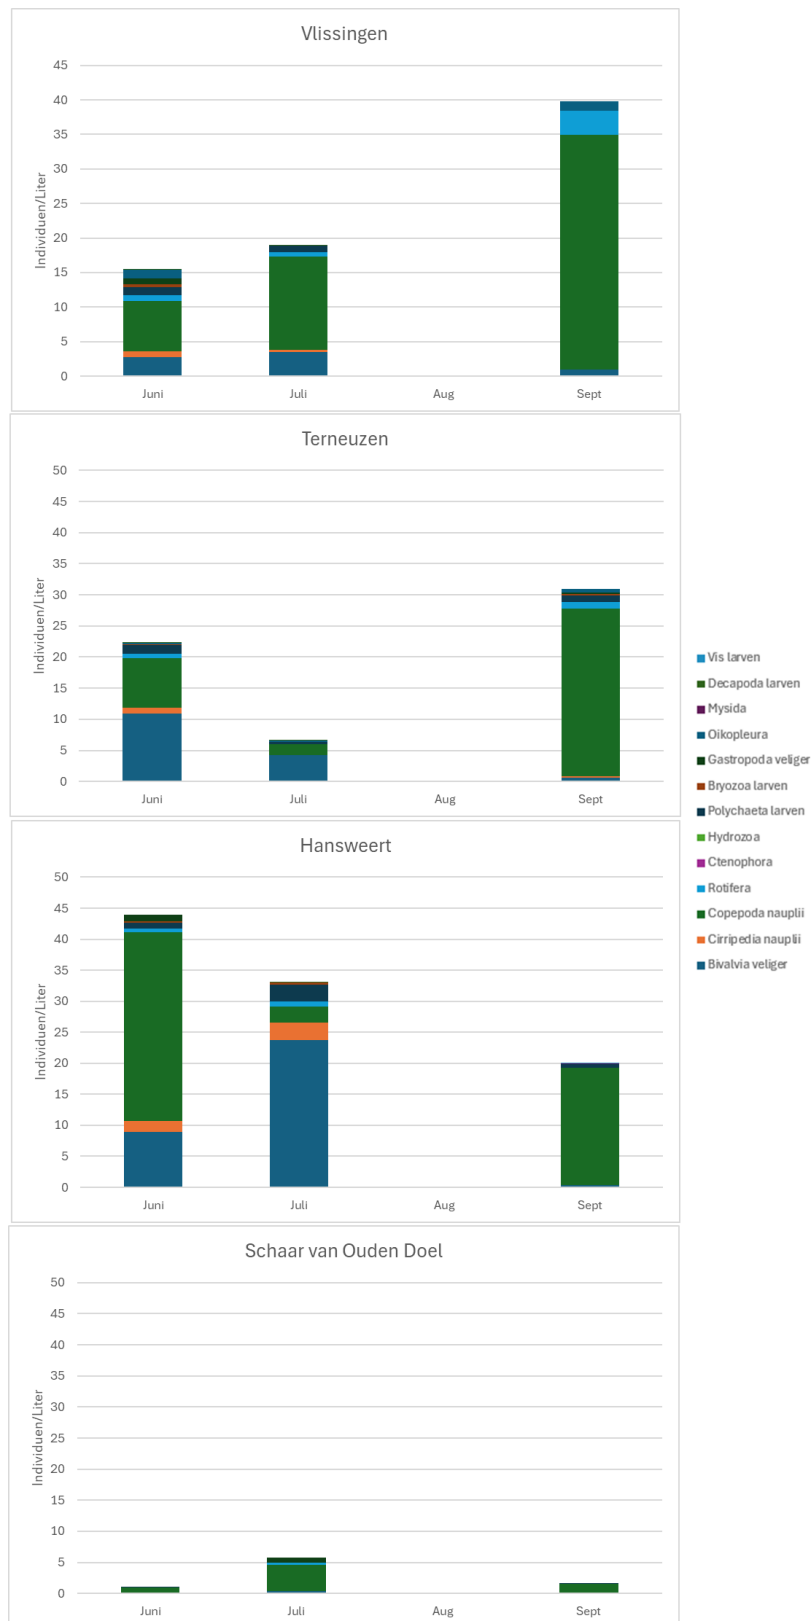 Vlissingen
45
40
35
30
25
20
15
10
5
0
Individuen/Liter
Juni Juli Aug Sept
Terneuzen
50
45
40
35
30
25
20
15
10
5
0
Individuen/Liter
Juni Juli Aug Sept
Vis larven
Decapoda larven
Mysida
Oikopleura
Gastropoda veliger
Bryozoa larven
Polychaeta larven
Hydrozoa
Ctenophora
Rotifera
Copepoda nauplii
Cirripedia nauplii
Bivalvia veliger
Hansweert
50
45
40
35
30
25
20
15
10
5
0
Individuen/Liter
Juni Juli Aug Sept
Schaar van Ouden Doel
50
45
40
35
30
25
20
15
10
5
0
Individuen/Liter
Juni Juli Aug Sept